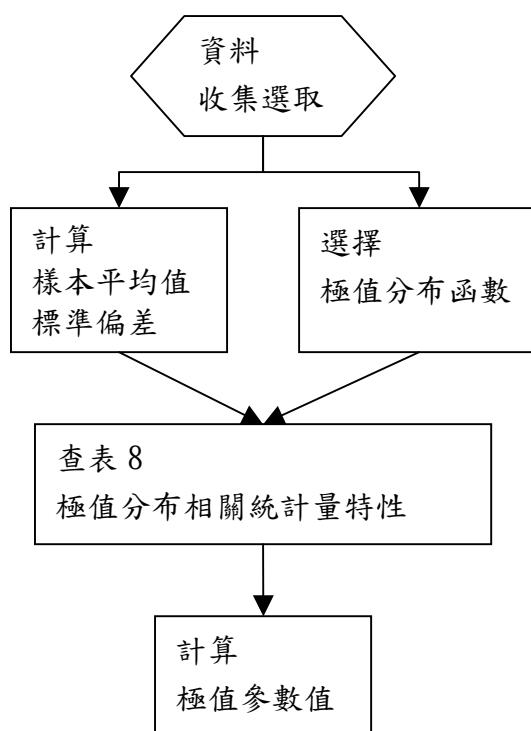 資料
收集選取
計算
樣本平均值
標準偏差
選擇
極值分布函數
查表 8
極值分布相關統計量特性
計算
極值參數值